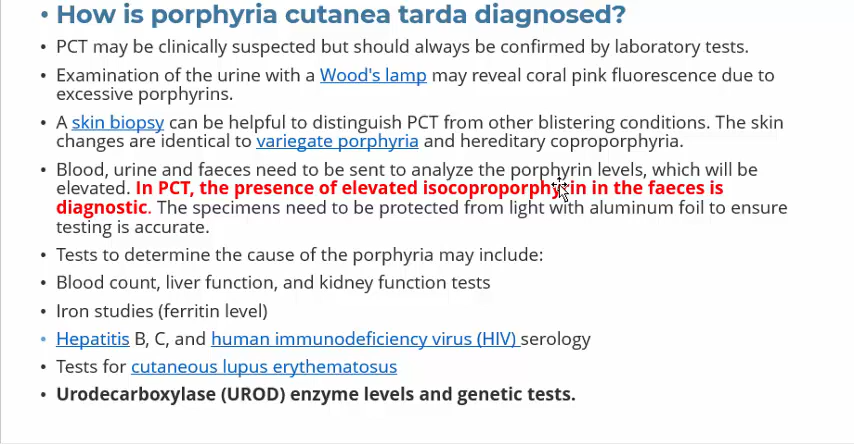 • How is porphyria cutanea tarda diagnosed?
• PCT may be clinically suspected but should always be confirmed by laboratory tests.
• Examination of the urine with a Wood's lamp may reveal coral pink fluorescence due to
excessive porphyrins.
• A skin biopsy can be helpful to distinguish PCT from other blistering conditions. The skin
changes are identical to variegate porphyria and hereditary coproporphyria.
• Blood, urine and faeces need to be sent to analyze the porphyrin levels, which will be
elevated. In PCT, the presence of elevated isocoproporphyrin in the faeces is
diagnostic. The specimens need to be protected from light with aluminum foil to ensure
testing is accurate.
• Tests to determine the cause of the porphyria may include:
• Blood count, liver function, and kidney function tests
• Iron studies (ferritin level)
• Hepatitis B, C, and human immunodeficiency virus (HIV) serology
• Tests for cutaneous lupus erythematosus
• Urodecarboxylase (UROD) enzyme levels and genetic tests.